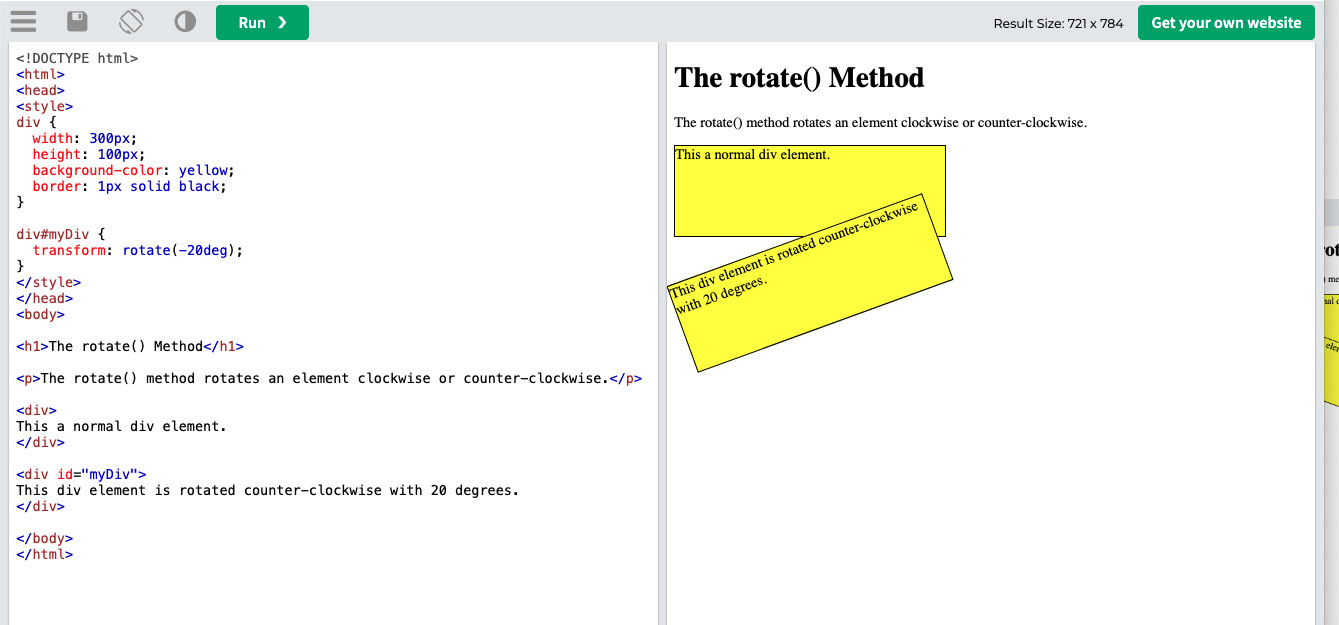 Run ❯
Result Size: 721 x 784
Get your own website
<!DOCTYPE html>
<html>
<head>
<style>
div {
  width: 300px;
  height: 100px;
  background-color: yellow;
  border: 1px solid black;
}
div#myDiv {
  transform: rotate(-20deg);
}
</style>
</head>
<body>
<h1>The rotate() Method</h1>
<p>The rotate() method rotates an element clockwise or counter-clockwise.</p>
<div>
This a normal div element.
</div>
<div id="myDiv">
This div element is rotated counter-clockwise with 20 degrees.
</div>
</body>
</html>
The rotate() Method
The rotate() method rotates an element clockwise or counter-clockwise.
This a normal div element.
This div element is rotated counter-clockwise
with 20 degrees.